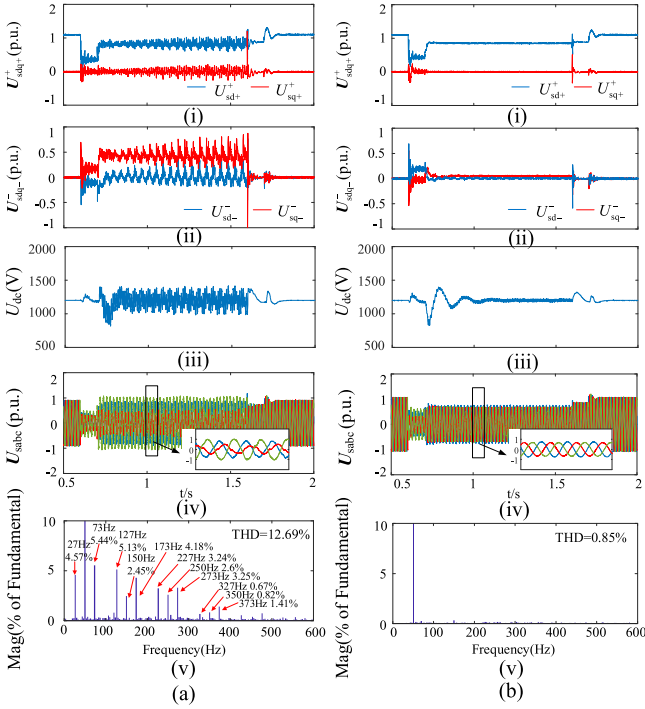 U⁺sdq+ (p.u.)
2
1
0
-1
U⁺sd+
U⁺sq+
(i)
U⁻sdq− (p.u.)
1
0.5
0
-0.5
U⁻sd−
U⁻sq−
(ii)
Udc(V)
2000
1400
1000
500
(iii)
Usabc (p.u.)
2
1
0
-1
1
0
-1
0.5
1
1.5
2
t/s
(iv)
Mag(% of Fundamental)
10
5
0
27Hz
4.57%
73Hz
5.44%
127Hz
5.13%
150Hz
2.45%
173Hz 4.18%
227Hz 3.24%
250Hz 2.6%
273Hz 3.25%
327Hz 0.67%
350Hz 0.82%
373Hz 1.41%
THD=12.69%
0 100 200 300 400 500 600
Frequency(Hz)
(v)
(a)
U⁺sdq+ (p.u.)
2
1
0
-1
U⁺sd+
U⁺sq+
(i)
U⁻sdq− (p.u.)
1
0.5
0
-0.5
U⁻sd−
U⁻sq−
(ii)
Udc(V)
2000
1400
1000
500
(iii)
Usabc (p.u.)
2
1
0
-1
1
0
-1
0.5
1
1.5
2
t/s
(iv)
Mag(% of Fundamental)
10
5
0
THD=0.85%
0 100 200 300 400 500 600
Frequency(Hz)
(v)
(b)